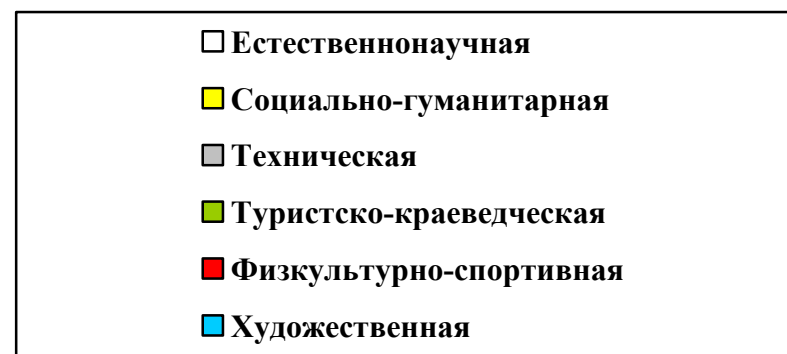 Естественнонаучная
Социально-гуманитарная
Техническая
Туристско-краеведческая
Физкультурно-спортивная
Художественная